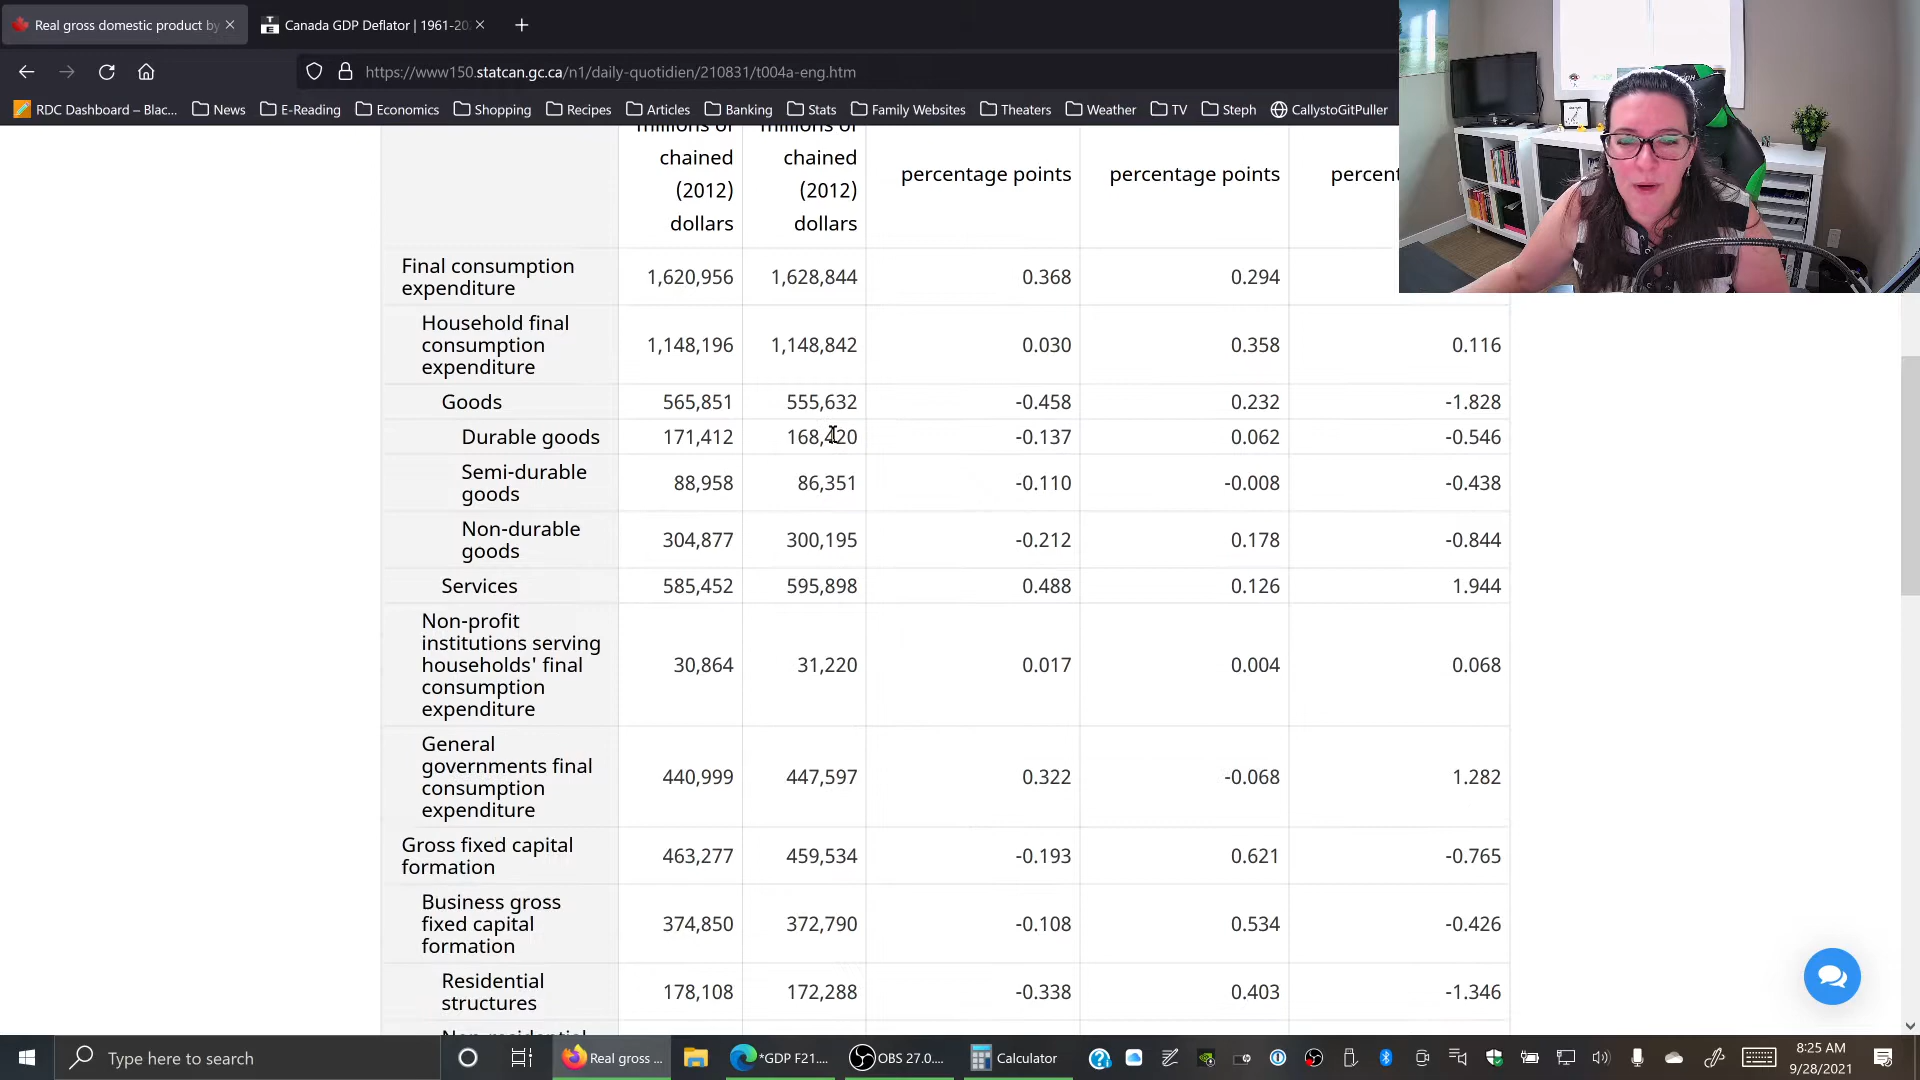 Real gross domestic product by
Canada GDP Deflator | 1961-20
https://www150.statcan.gc.ca/n1/daily-quotidien/210831/t004a-eng.htm
RDC Dashboard – Blac... News E-Reading Economics Shopping Recipes Articles Banking Stats Family Websites Theaters Weather TV Steph CallystoGitPuller
millions of millions of
chained chained
(2012) (2012)
dollars dollars
percentage points percentage points percent
Final consumption
expenditure
1,620,956 1,628,844 0.368 0.294
Household final
consumption
expenditure
1,148,196 1,148,842 0.030 0.358 0.116
Goods 565,851 555,632 -0.458 0.232 -1.828
Durable goods 171,412 168,420 -0.137 0.062 -0.546
Semi-durable
goods
88,958 86,351 -0.110 -0.008 -0.438
Non-durable
goods
304,877 300,195 -0.212 0.178 -0.844
Services 585,452 595,898 0.488 0.126 1.944
Non-profit
institutions serving
households' final
consumption
expenditure
30,864 31,220 0.017 0.004 0.068
General
governments final
consumption
expenditure
440,999 447,597 0.322 -0.068 1.282
Gross fixed capital
formation
463,277 459,534 -0.193 0.621 -0.765
Business gross
fixed capital
formation
374,850 372,790 -0.108 0.534 -0.426
Residential
structures
178,108 172,288 -0.338 0.403 -1.346
Type here to search
Real gross ...
*GDP F21....
OBS 27.0....
Calculator
8:25 AM
9/28/2021